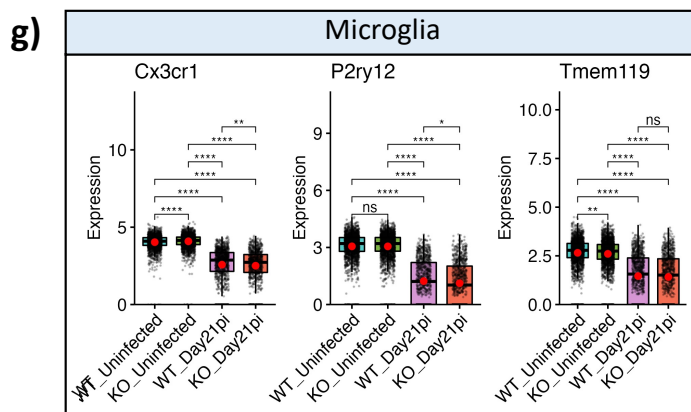 g)
Microglia
Cx3cr1
P2ry12
Tmem119
Expression
10
5
0
**
****
****
****
****
****
WT_Uninfected
KO_Uninfected
WT_Day21pi
KO_Day21pi
Expression
9
6
3
0
*
****
****
****
****
ns
WT_Uninfected
KO_Uninfected
WT_Day21pi
KO_Day21pi
Expression
10.0
7.5
5.0
2.5
0.0
ns
****
****
****
****
**
WT_Uninfected
KO_Uninfected
WT_Day21pi
KO_Day21pi